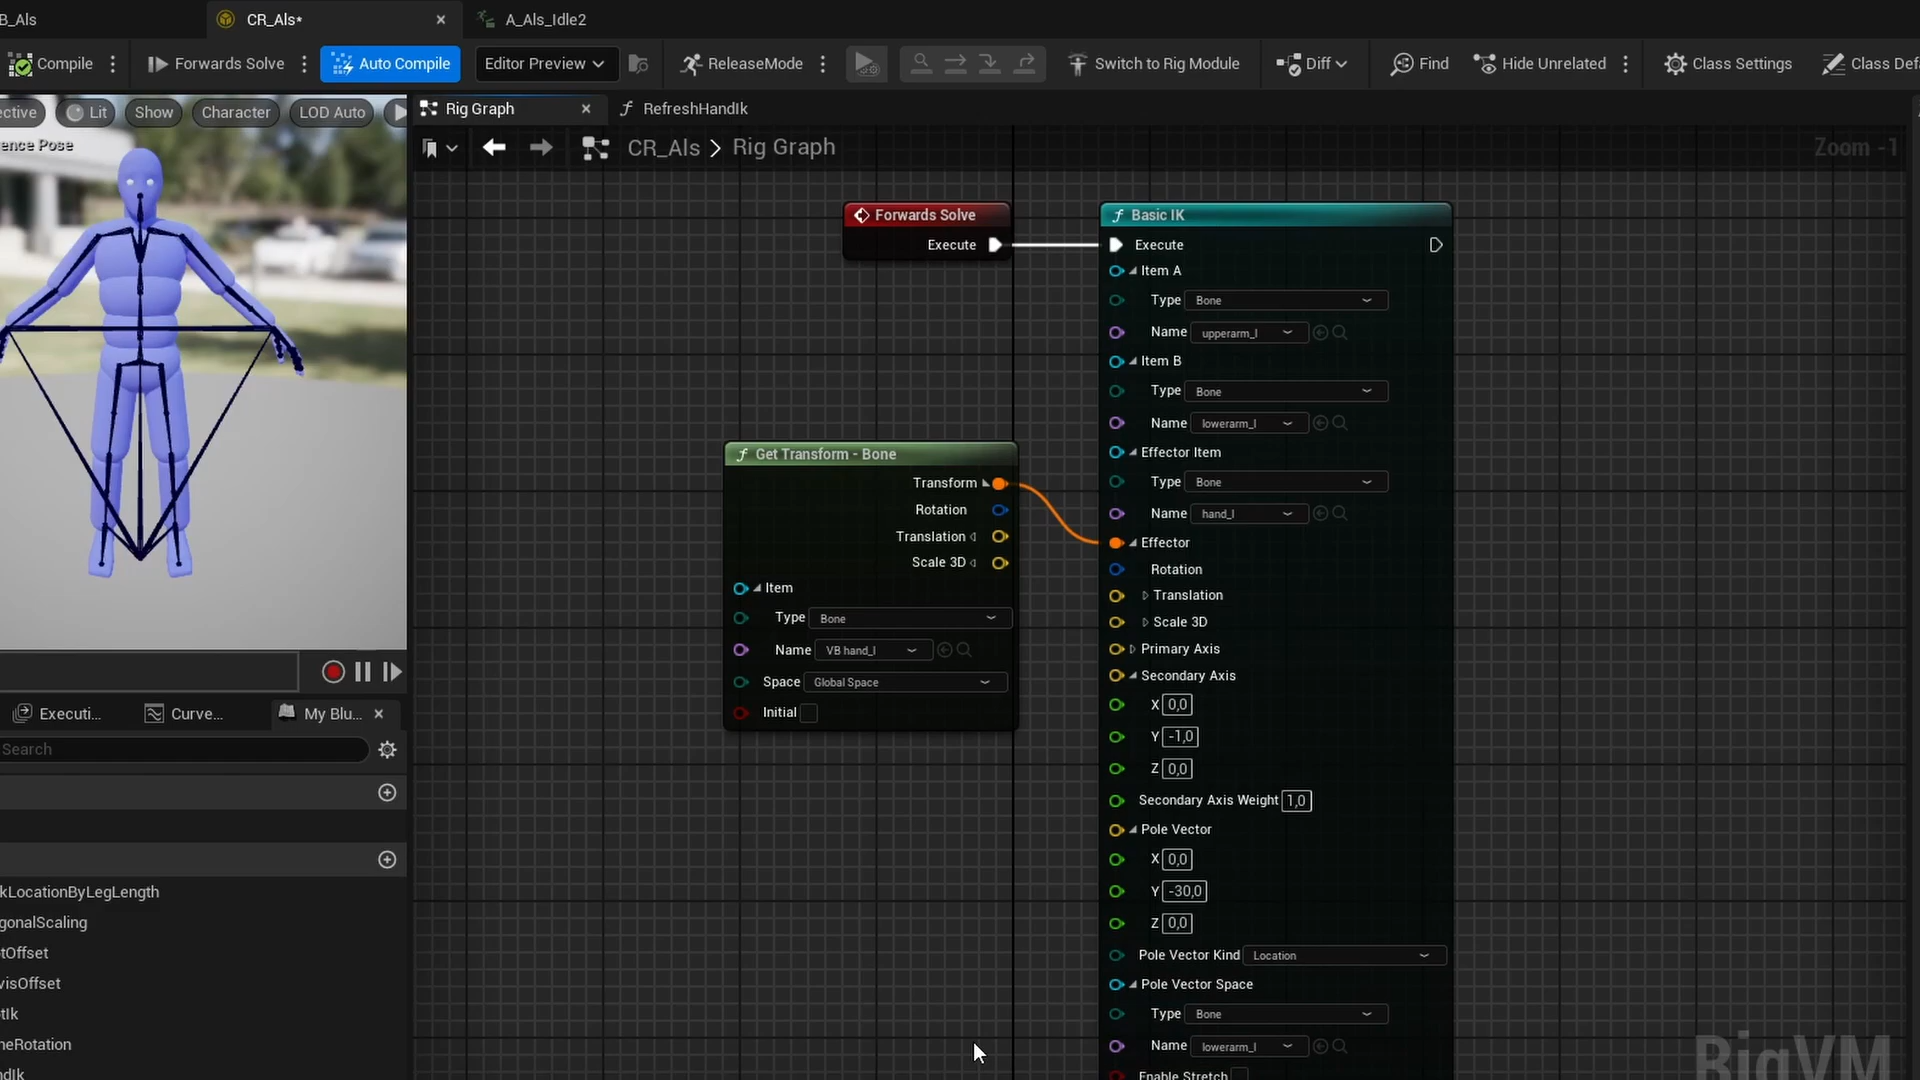 B_Als
CR_Als*
A_Als_Idle2
Compile
Forwards Solve
Auto Compile
Editor Preview
ReleaseMode
Switch to Rig Module
Diff
Find
Hide Unrelated
Class Settings
Class Defa
ective
Lit
Show
Character
LOD Auto
ence Pose
Rig Graph
RefreshHandIk
CR_Als > Rig Graph
Zoom -1
Forwards Solve
Execute
Basic IK
Execute
Item A
Type Bone
Name upperarm_l
Item B
Type Bone
Name lowerarm_l
Effector Item
Type Bone
Name hand_l
Effector
Rotation
Translation
Scale 3D
Primary Axis
Secondary Axis
X 0,0
Y -1,0
Z 0,0
Secondary Axis Weight 1,0
Pole Vector
X 0,0
Y -30,0
Z 0,0
Pole Vector Kind Location
Pole Vector Space
Type Bone
Name lowerarm_l
Enable Stretch
Get Transform - Bone
Transform
Rotation
Translation
Scale 3D
Item
Type Bone
Name VB hand_l
Space Global Space
Initial
Executi...
Curve...
My Blu...
Search
kLocationByLegLength
gonalScaling
tOffset
visOffset
tIk
neRotation
ndIk
RigVM